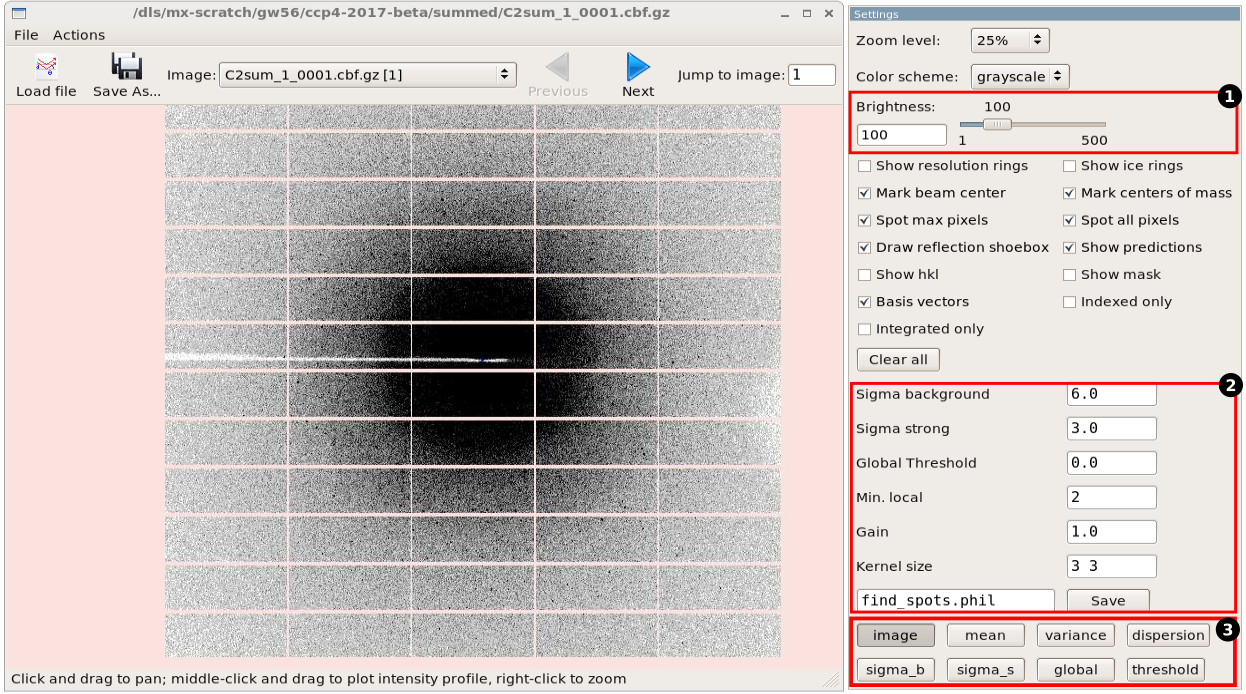 /dls/mx-scratch/gw56/ccp4-2017-beta/summed/C2sum_1_0001.cbf.gz
File Actions
Load file
Save As...
Image: C2sum_1_0001.cbf.gz [1]
Previous
Next
Jump to image: 1
Click and drag to pan; middle-click and drag to plot intensity profile, right-click to zoom
Settings
Zoom level: 25%
Color scheme: grayscale
1
Brightness: 100
100
1 500
Show resolution rings Show ice rings
Mark beam center Mark centers of mass
Spot max pixels Spot all pixels
Draw reflection shoebox Show predictions
Show hkl Show mask
Basis vectors Indexed only
Integrated only
Clear all
2
Sigma background 6.0
Sigma strong 3.0
Global Threshold 0.0
Min. local 2
Gain 1.0
Kernel size 3 3
find_spots.phil Save
3
image mean variance dispersion
sigma_b sigma_s global threshold